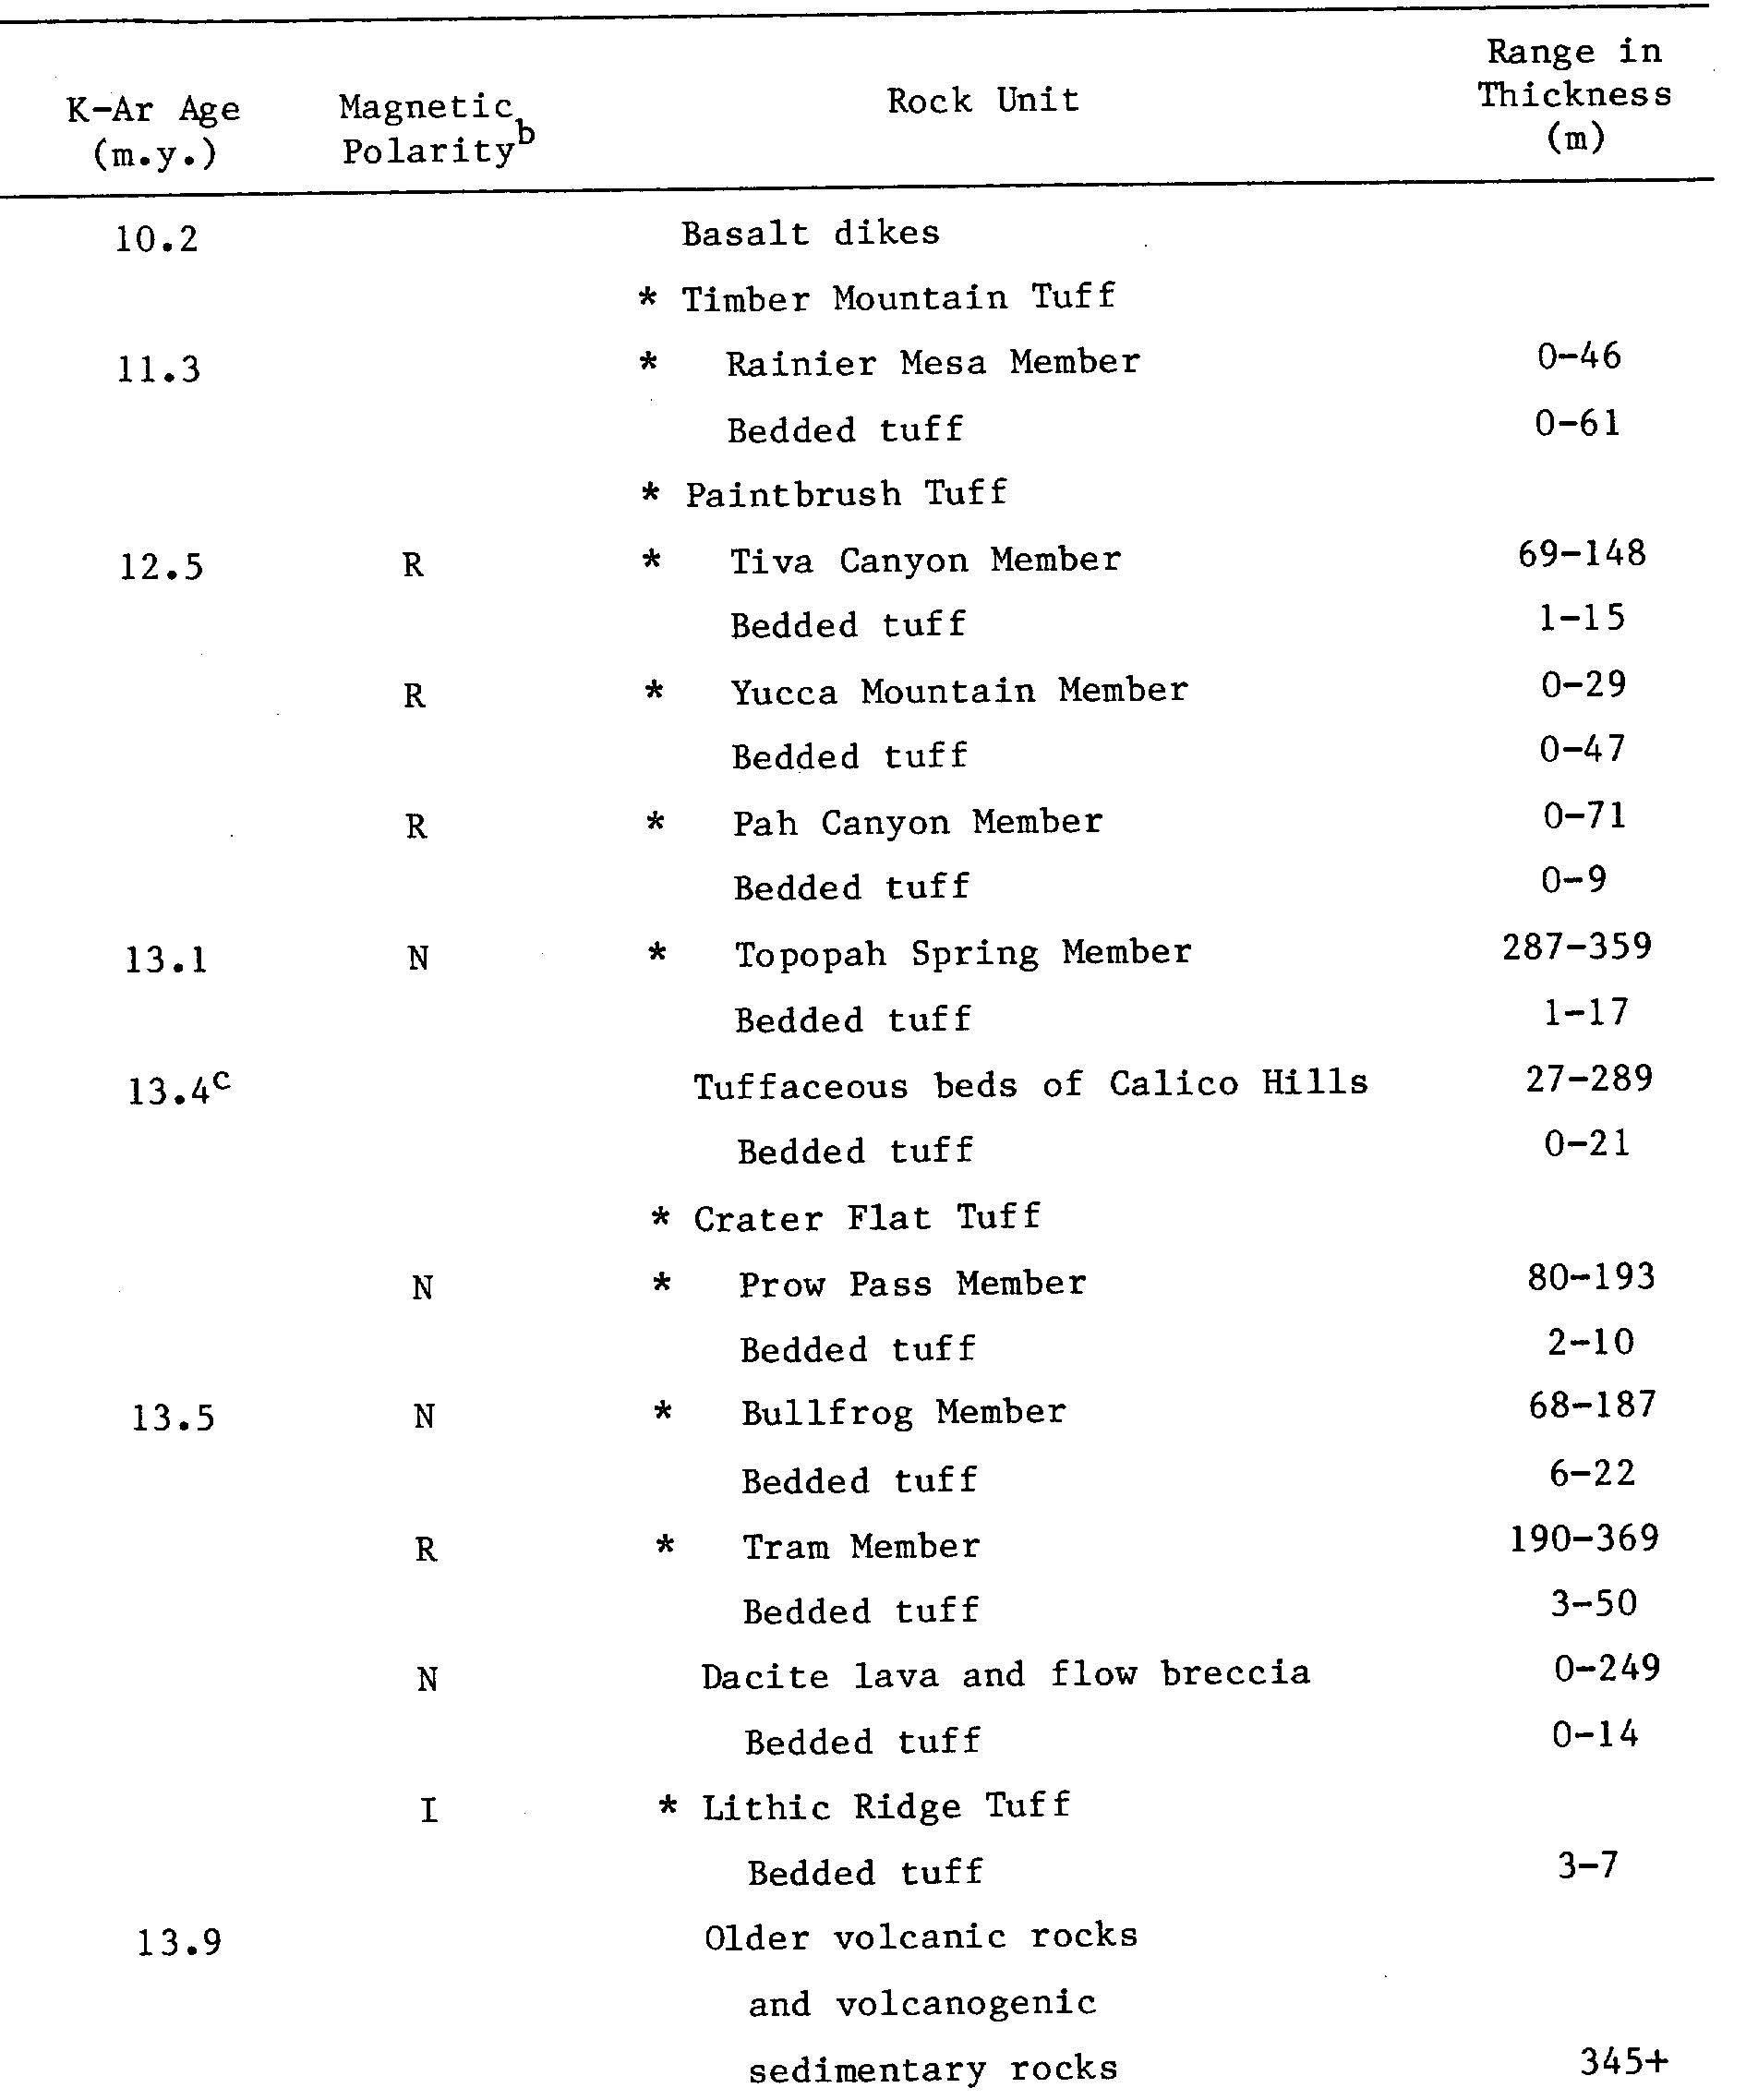 Range in
K-Ar Age Magnetic Rock Unit Thickness
(m.y.) Polarityb (m)
10.2 Basalt dikes
* Timber Mountain Tuff
11.3 * Rainier Mesa Member 0-46
Bedded tuff 0-61
* Paintbrush Tuff
12.5 R * Tiva Canyon Member 69-148
Bedded tuff 1-15
R * Yucca Mountain Member 0-29
Bedded tuff 0-47
R * Pah Canyon Member 0-71
Bedded tuff 0-9
13.1 N * Topopah Spring Member 287-359
Bedded tuff 1-17
13.4c Tuffaceous beds of Calico Hills 27-289
Bedded tuff 0-21
* Crater Flat Tuff
N * Prow Pass Member 80-193
Bedded tuff 2-10
13.5 N * Bullfrog Member 68-187
Bedded tuff 6-22
R * Tram Member 190-369
Bedded tuff 3-50
N Dacite lava and flow breccia 0-249
Bedded tuff 0-14
I * Lithic Ridge Tuff
Bedded tuff 3-7
13.9 Older volcanic rocks
and volcanogenic
sedimentary rocks 345+